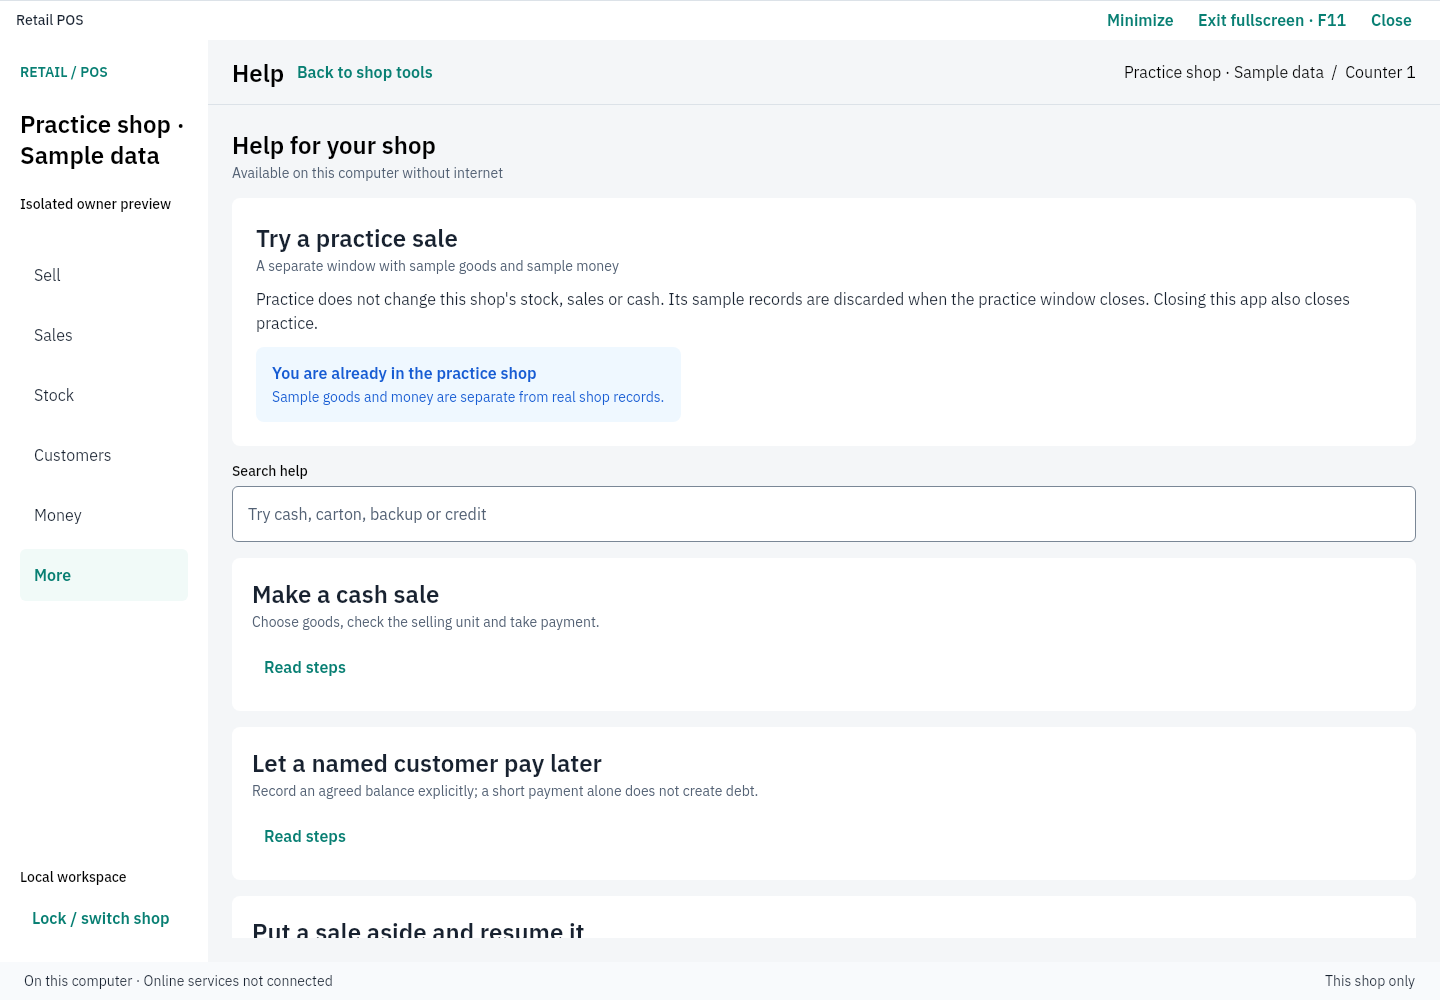 Retail POS
Minimize
Exit fullscreen · F11
Close
RETAIL / POS
Practice shop ·
Sample data
Isolated owner preview
Sell
Sales
Stock
Customers
Money
More
Local workspace
Lock / switch shop
Help
Back to shop tools
Practice shop · Sample data / Counter 1
Help for your shop
Available on this computer without internet
Try a practice sale
A separate window with sample goods and sample money
Practice does not change this shop's stock, sales or cash. Its sample records are discarded when the practice window closes. Closing this app also closes
practice.
You are already in the practice shop
Sample goods and money are separate from real shop records.
Search help
Try cash, carton, backup or credit
Make a cash sale
Choose goods, check the selling unit and take payment.
Read steps
Let a named customer pay later
Record an agreed balance explicitly; a short payment alone does not create debt.
Read steps
Put a sale aside and resume it
On this computer · Online services not connected
This shop only